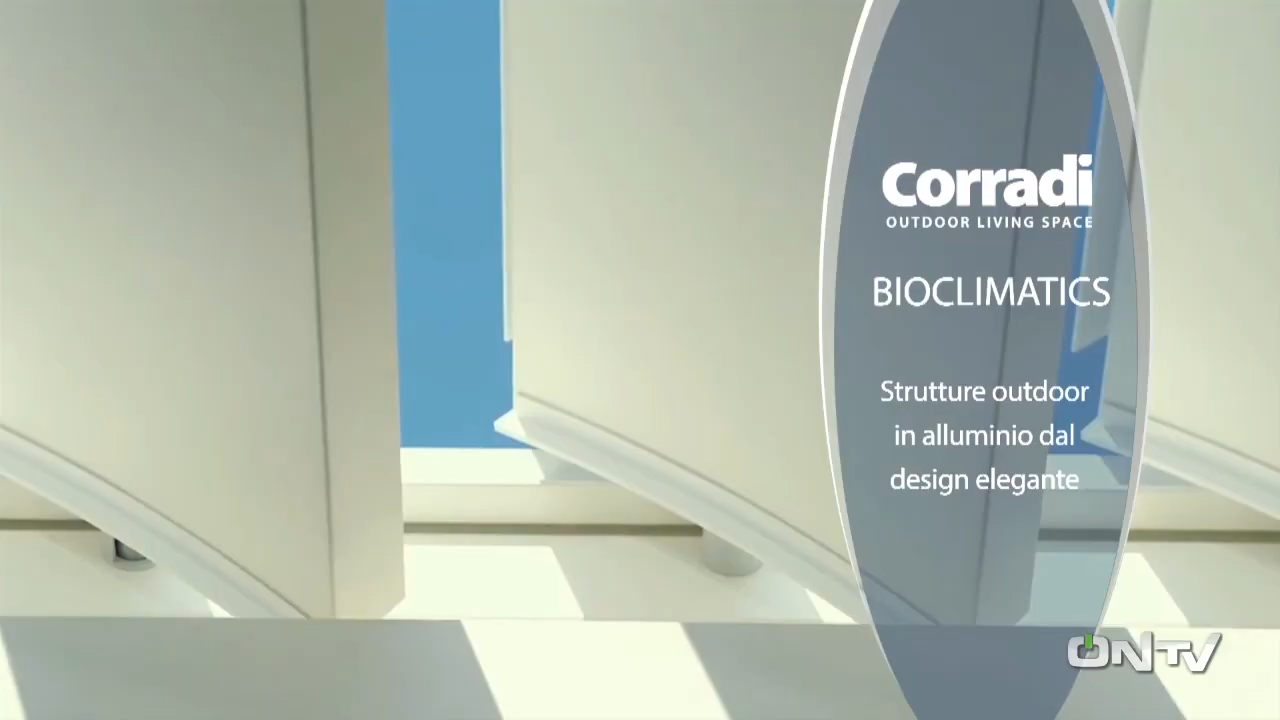 Corradi
OUTDOOR LIVING SPACE
BIOCLIMATICS
Strutture outdoor
in alluminio dal
design elegante
ONTV